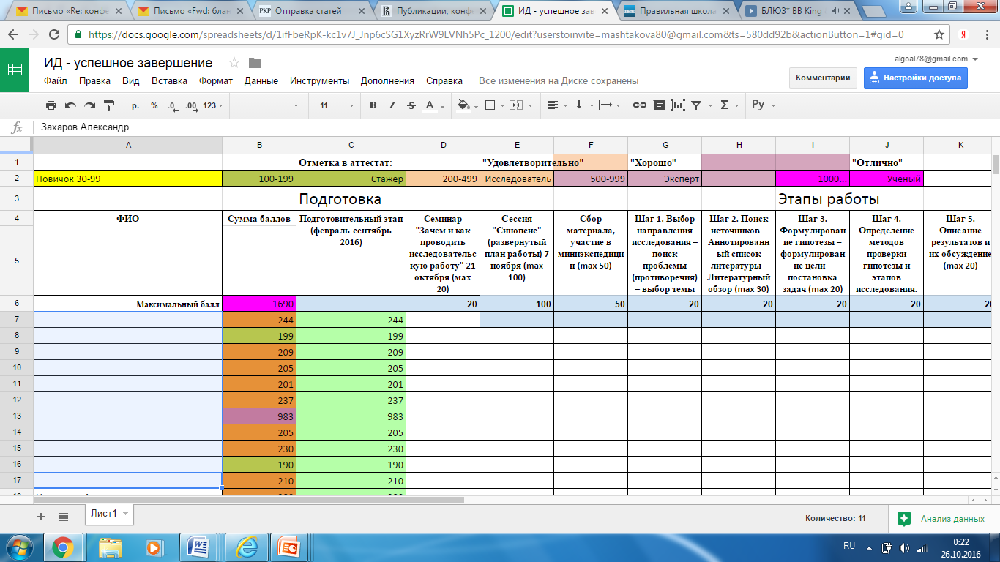 Письмо «Re: конфе
Письмо «Fwd: блан
РКР Отправка статей
Публикации, конф
ИД - успешное зав
IBS Правильная школа
БЛЮЗ* BB King
https://docs.google.com/spreadsheets/d/1ifFbeRpK-kc1v7J_Jnp6cSG1XyzRrW9LVNh5Pc_1200/edit?userstoinvite=mashtakova80@gmail.com&ts=580dd92b&actionButton=1#gid=0
ИД - успешное завершение
algoal78@gmail.com
Файл Правка Вид Вставка Формат Данные Инструменты Дополнения Справка Все изменения на Диске сохранены
Комментарии
Настройки доступа
р. % .0 .00 123 11 B I S A Σ Ру
fx Захаров Александр
A B C D E F G H I J K
1 Отметка в аттестат: "Удовлетворительно" "Хорошо" "Отлично"
2 Новичок 30-99 100-199 Стажер 200-499 Исследователь 500-999 Эксперт 1000... Ученый
3 Подготовка Этапы работы
4
5
ФИО
Сумма баллов
Подготовительный этап
(февраль-сентябрь
2016)
Семинар
"Зачем и как
проводить
исследовательс
кую работу" 21
октября (мах
20)
Сессия
"Синопсис"
(развернутый
план работы) 7
ноября (max
100)
Сбор
материала,
участие в
миниэкспедици
и (max 50)
Шаг 1. Выбор
направления
исследования –
поиск
проблемы
(противоречия)
– выбор темы
Шаг 2. Поиск
источников –
Аннотированн
ый список
литературы -
Литературный
обзор (max 30)
Шаг 3.
Формулирован
ие гипотезы –
формулирован
ие цели –
постановка
задач (max 20)
Шаг 4.
Определение
методов
проверки
гипотезы и
этапов
исследования.
Шаг 5.
Описание
результатов и
их обсуждение
(max 20)
6 Максимальный балл 1690 20 100 50 20 20 20 20 20
7 244 244
8 199 199
9 209 209
10 205 205
11 201 201
12 237 237
13 983 983
14 205 205
15 230 230
16 190 190
17 210 210
Лист1
Количество: 11
Анализ данных
RU
0:22
26.10.2016